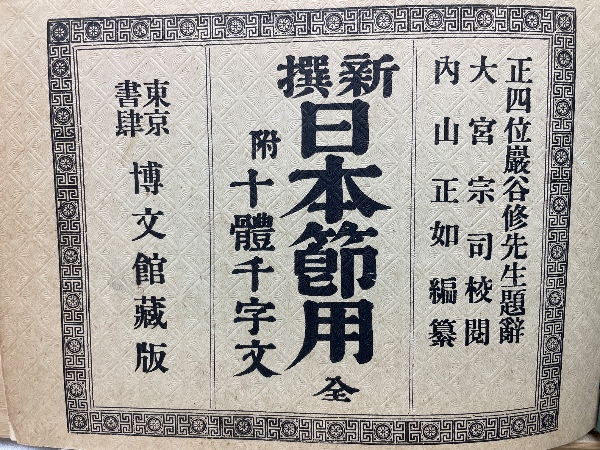 正四位巖谷修先生題辭
大宮宗司校閲
內山正如編纂
新撰
日本節用 全
附 十體千字文
東京書肆 博文館藏版